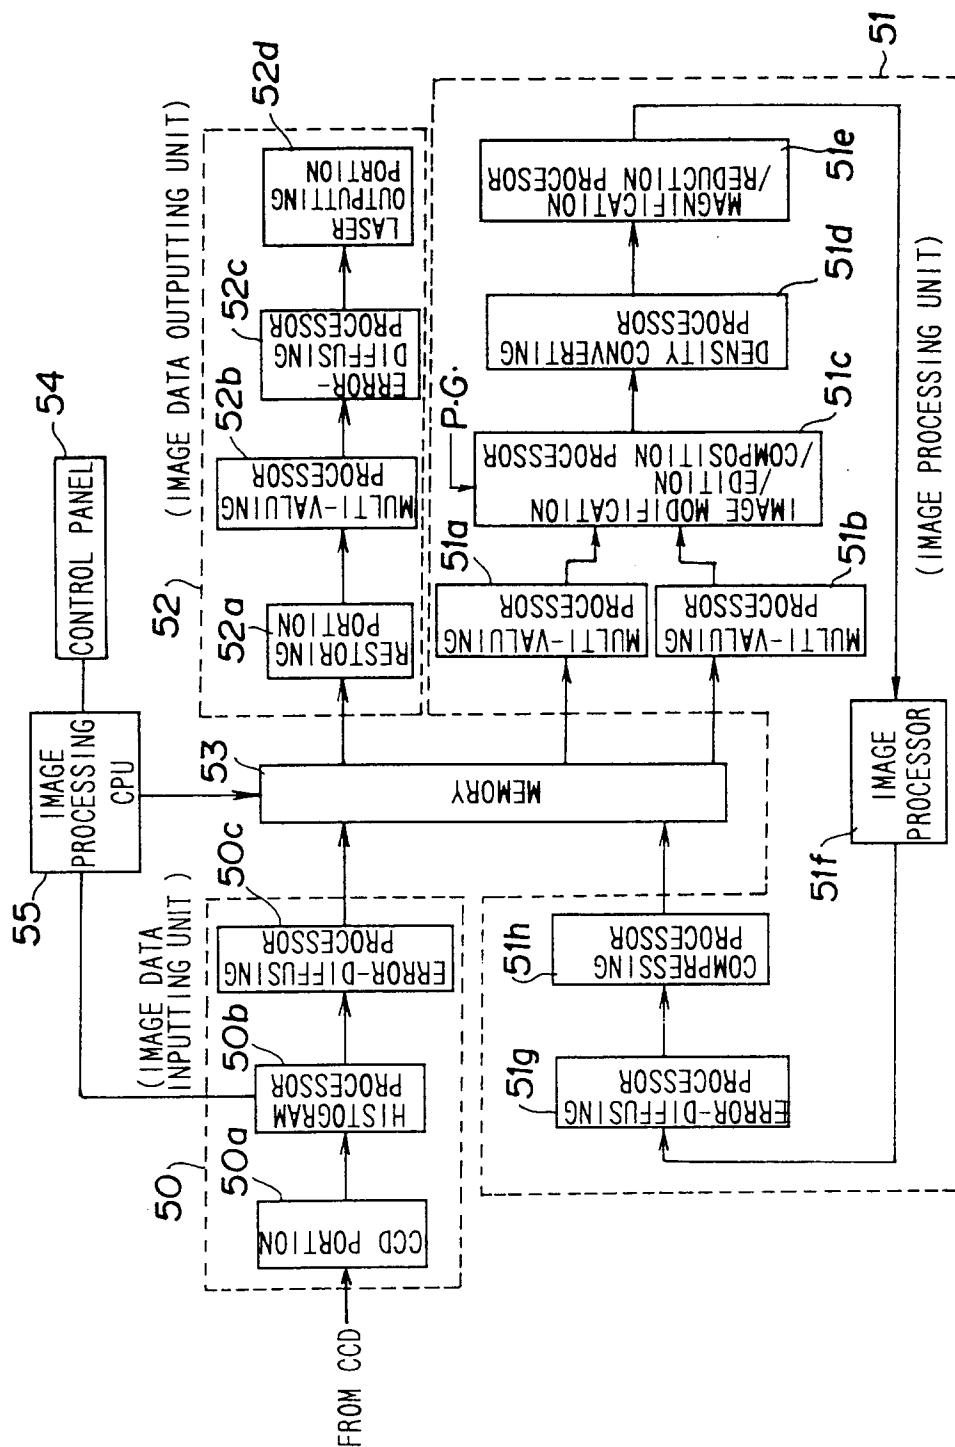 54
CONTROL PANEL
55
IMAGE
PROCESSING
CPU
(IMAGE DATA
INPUTTING UNIT)
50
50a
CCD PORTION
50b
HISTOGRAM
PROCESSOR
50c
ERROR-DIFFUSING
PROCESSOR
FROM CCD
53
MEMORY
52
(IMAGE DATA OUTPUTTING UNIT)
52a
RESTORING
PORTION
52b
MULTI-VALUING
PROCESSOR
52c
ERROR-
DIFFUSING
PROCESSOR
52d
LASER
OUTPUTTING
PORTION
51
51a
MULTI-VALUING
PROCESSOR
51b
MULTI-VALUING
PROCESSOR
P.G.
51c
IMAGE MODIFICATION
/EDITION
/COMPOSITION PROCESSOR
51d
DENSITY CONVERTING
PROCESSOR
51e
MAGNIFICATION
/REDUCTION PROCESOR
(IMAGE PROCESSING UNIT)
51f
IMAGE
PROCESSOR
51g
ERROR-DIFFUSING
PROCESSOR
51h
COMPRESSING
PROCESSOR